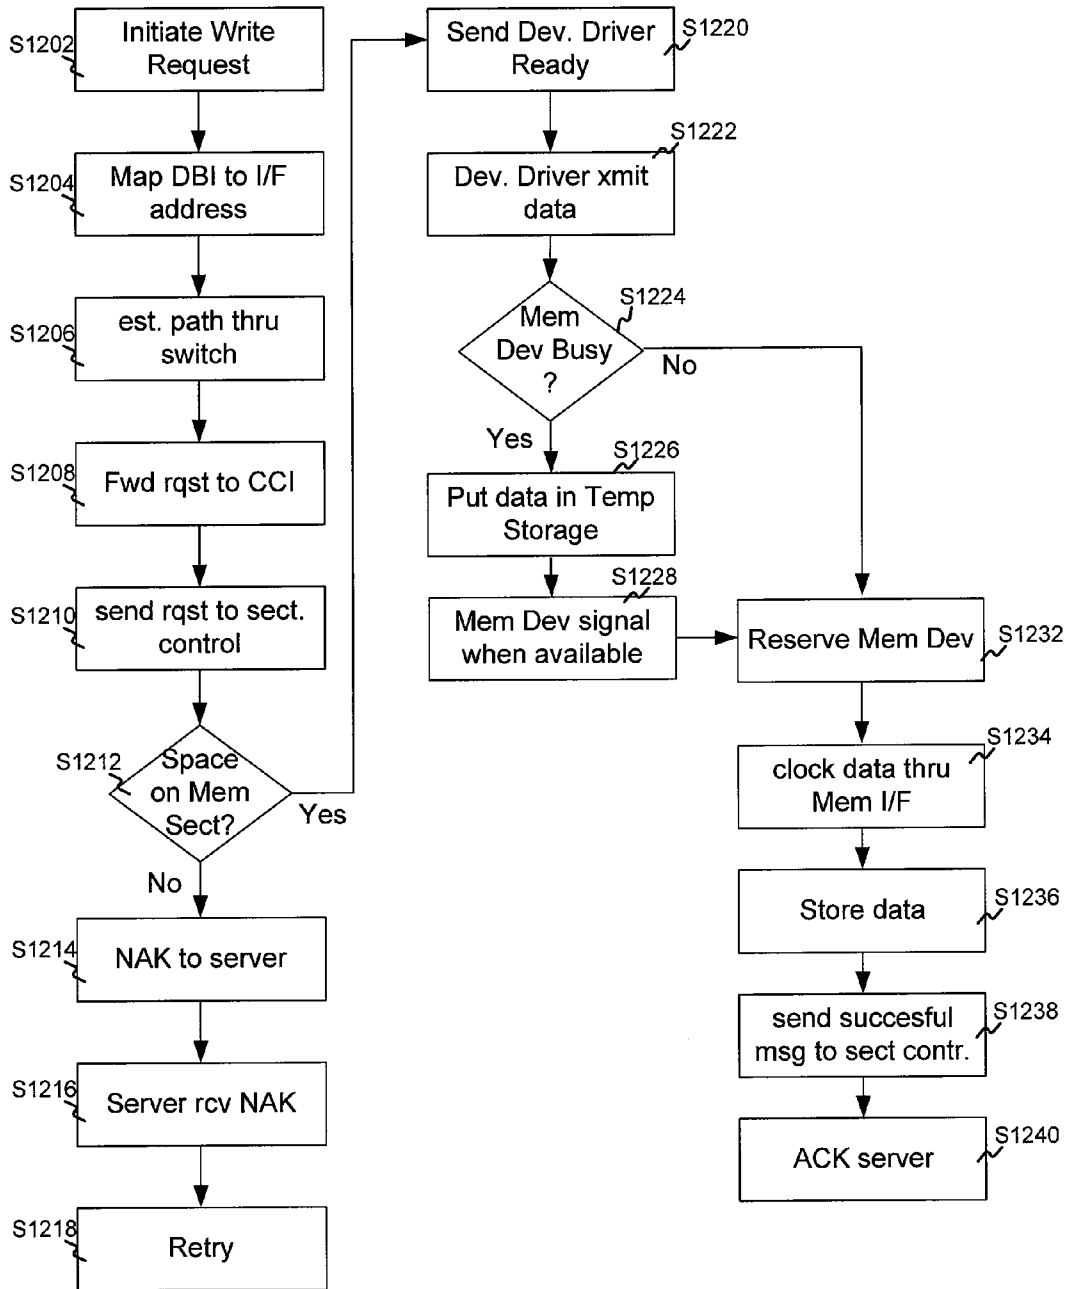 S1202
Initiate Write
Request
S1204
Map DBI to I/F
address
S1206
est. path thru
switch
S1208
Fwd rqst to CCI
S1210
send rqst to sect.
control
S1212
Space
on Mem
Sect?
Yes
No
S1214
NAK to server
S1216
Server rcv NAK
S1218
Retry
Send Dev. Driver
Ready
S1220
S1222
Dev. Driver xmit
data
S1224
Mem
Dev Busy
?
No
Yes
S1226
Put data in Temp
Storage
S1228
Mem Dev signal
when available
Reserve Mem Dev
S1232
S1234
clock data thru
Mem I/F
Store data
S1236
send succesful
msg to sect contr.
S1238
ACK server
S1240